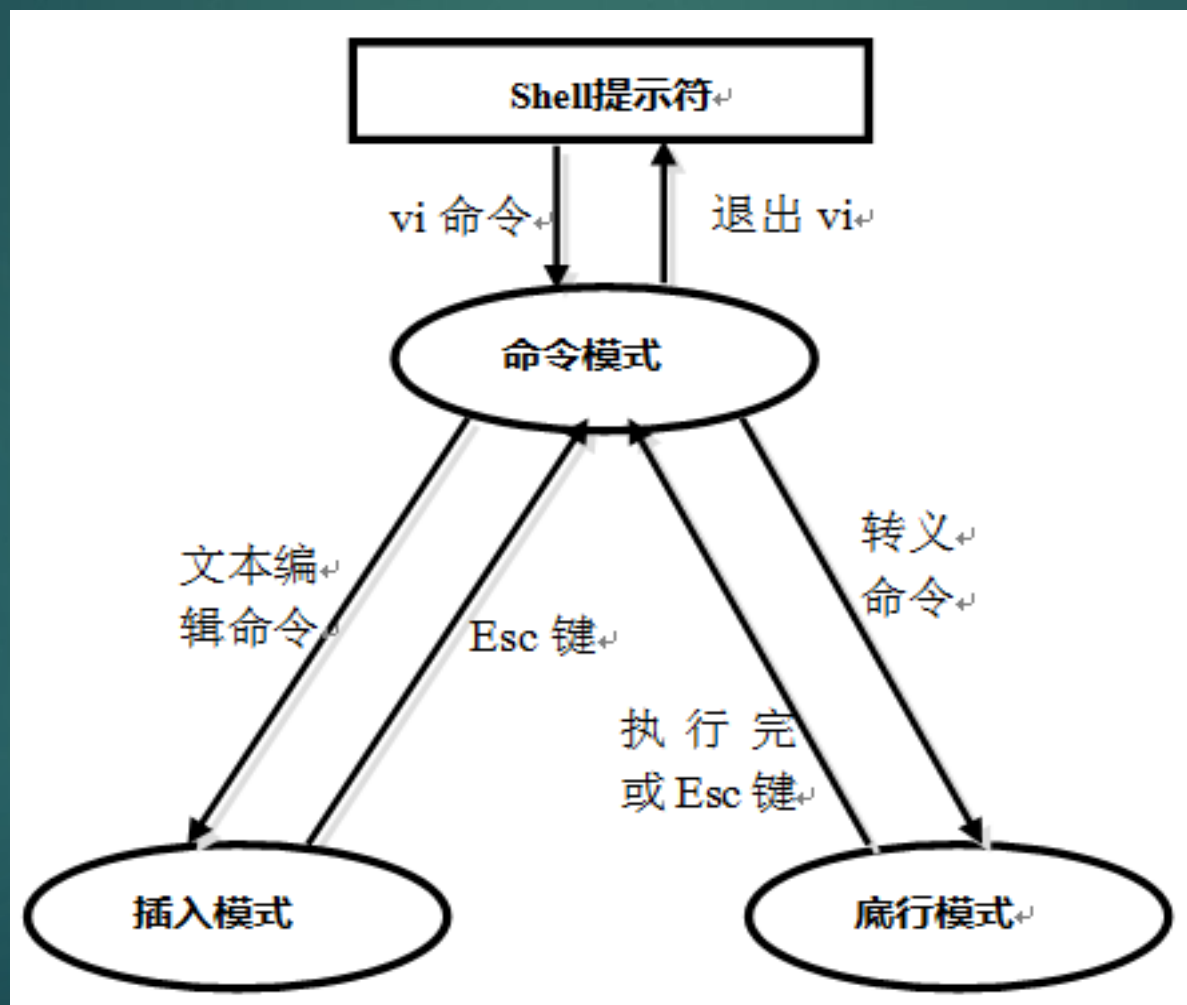 Shell提示符
vi 命令
退出 vi
命令模式
文本编
辑命令
Esc 键
转义
命令
执 行 完
或 Esc 键
插入模式
底行模式